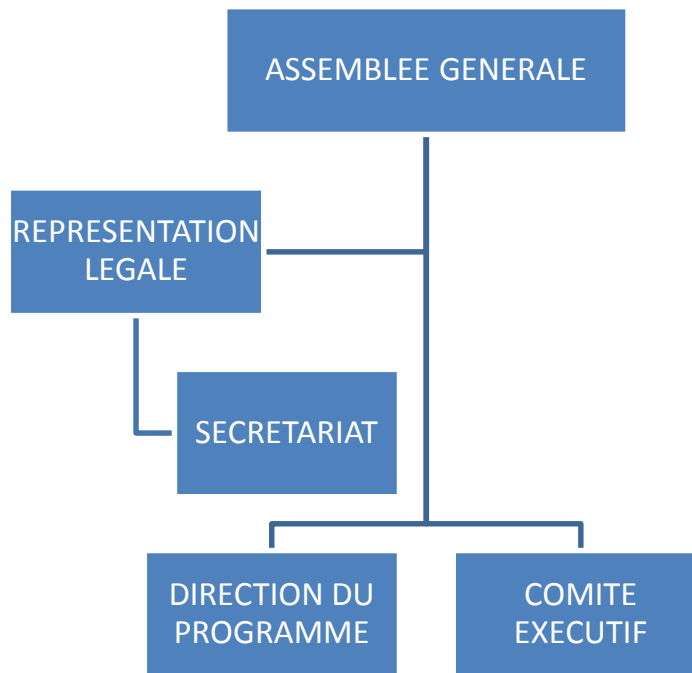 ASSEMBLEE GENERALE
REPRESENTATION
LEGALE
SECRETARIAT
DIRECTION DU
PROGRAMME
COMITE
EXECUTIF